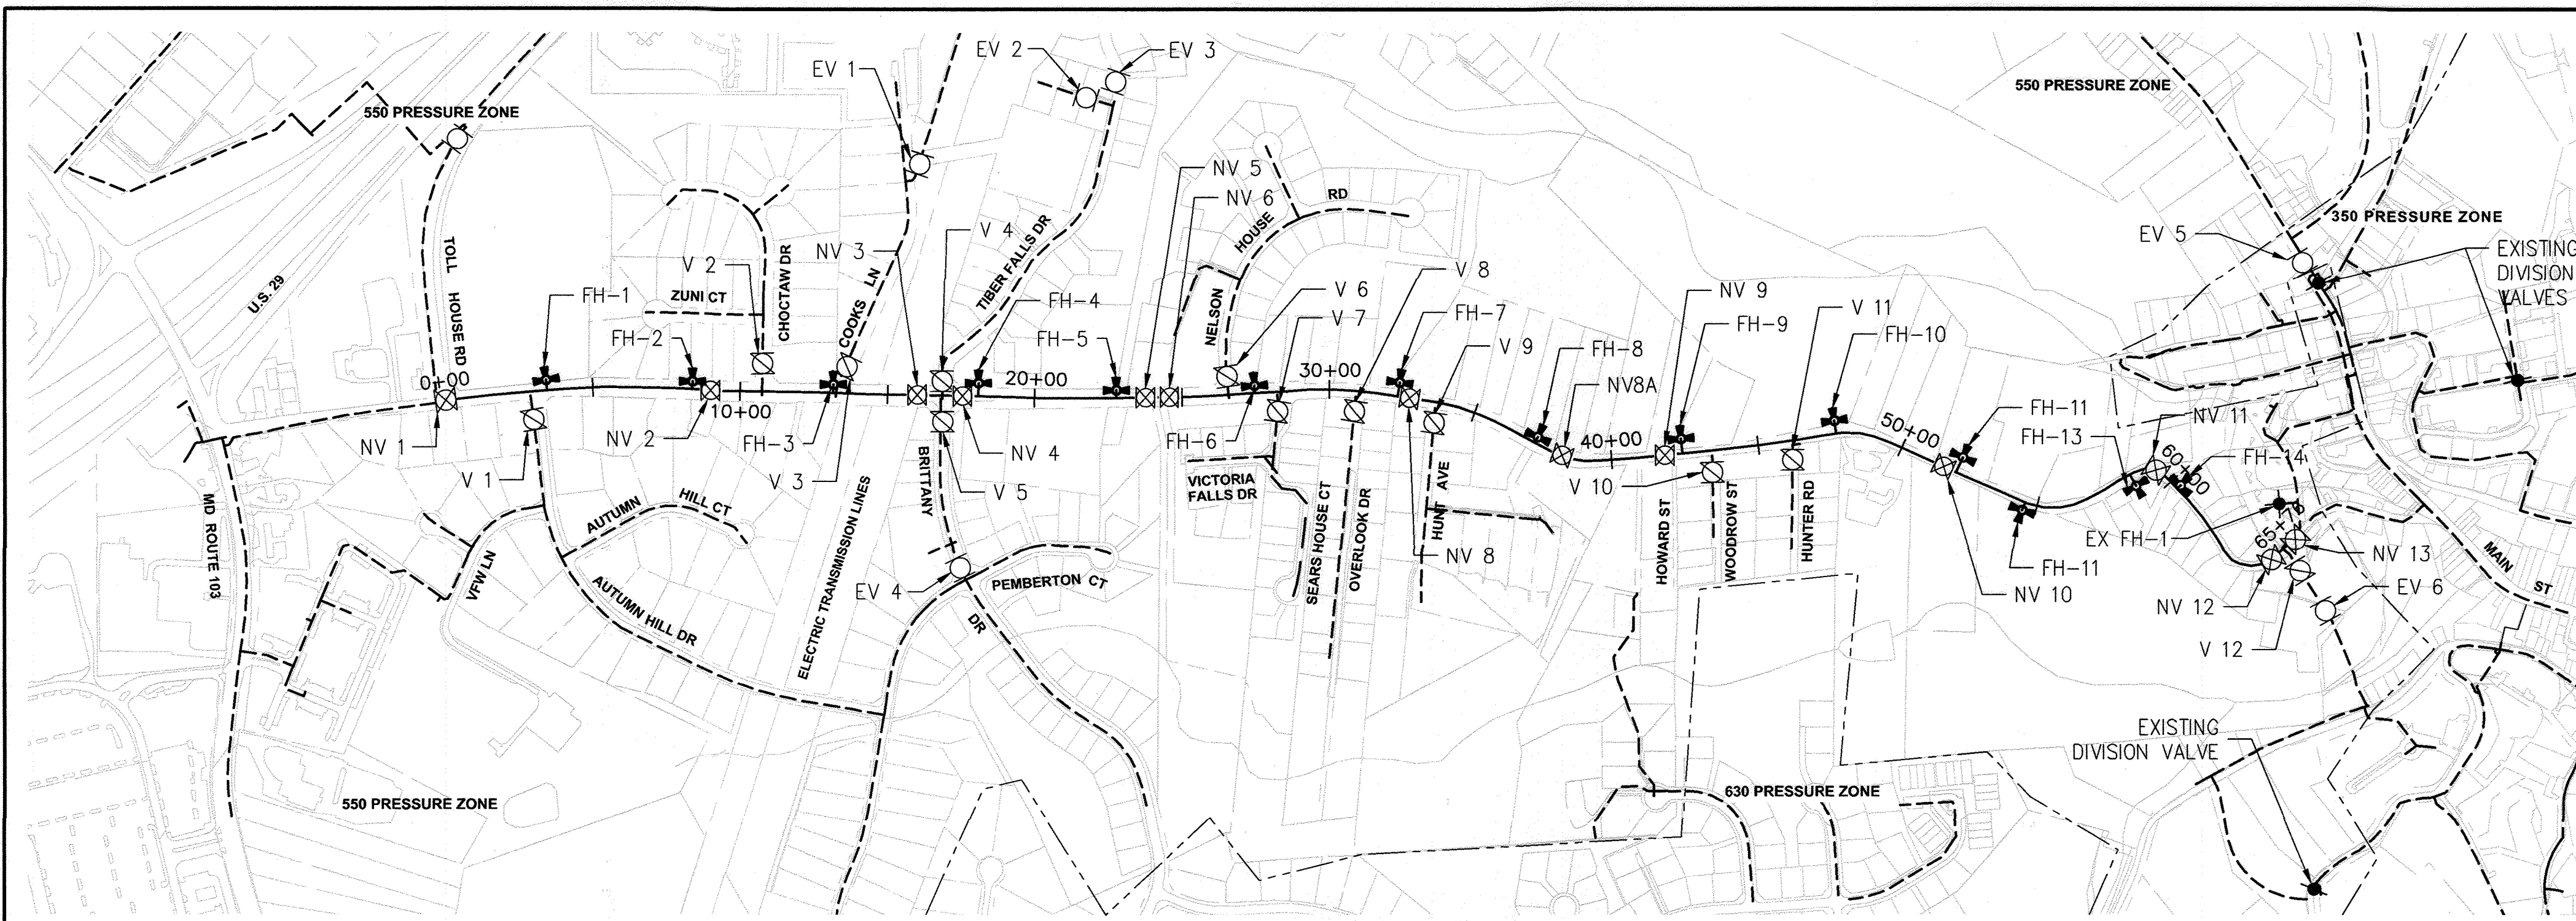 EV 2
EV 3
EV 1
550 PRESSURE ZONE
550 PRESSURE ZONE
NV 5
NV 6
RD
HOUSE
NELSON
350 PRESSURE ZONE
EV 5
EXISTING
DIVISION
VALVES
V 4
TIBER FALLS DR
NV 3
CHOCTAW DR
V 2
ZUNI CT
COOKS LN
TOLL HOUSE RD
U.S. 29
FH-1
FH-2
FH-4
FH-5
V 6
V 7
V 8
FH-7
V 9
FH-8
NV8A
NV 9
FH-9
V 11
FH-10
FH-11
FH-13
NV 11
FH-14
0+00
10+00
20+00
30+00
40+00
50+00
60+00
NV 1
V 1
NV 2
FH-3
V 3
NV 4
V 5
BRITTANY
DR
FH-6
VICTORIA
FALLS DR
SEARS HOUSE CT
OVERLOOK DR
HUNT AVE
NV 8
V 10
HOWARD ST
WOODROW ST
HUNTER RD
FH-11
NV 10
EX FH-1
NV 13
NV 12
EV 6
V 12
MAIN ST
MD ROUTE 103
VFW LN
AUTUMN HILL CT
AUTUMN HILL DR
ELECTRIC TRANSMISSION LINES
EV 4
PEMBERTON CT
EXISTING
DIVISION VALVE
550 PRESSURE ZONE
630 PRESSURE ZONE